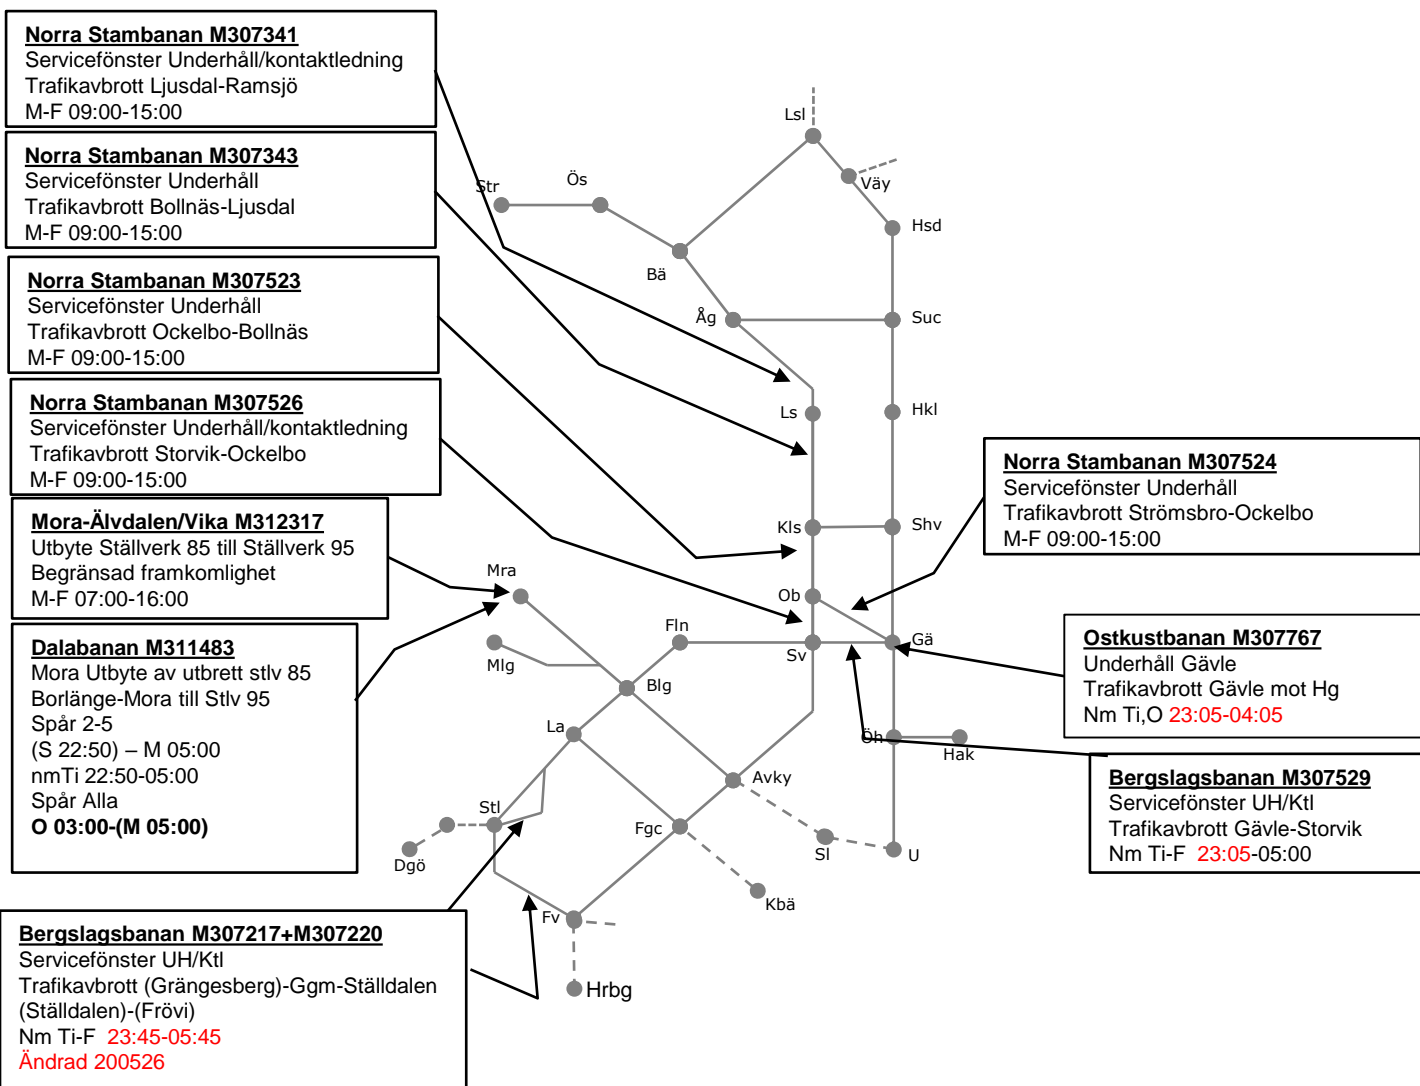 Norra Stambanan M307341
Servicefönster Underhåll/kontaktledning
Trafikavbrott Ljusdal-Ramsjö
M-F 09:00-15:00
Norra Stambanan M307343
Servicefönster Underhåll
Trafikavbrott Bollnäs-Ljusdal
M-F 09:00-15:00
Norra Stambanan M307523
Servicefönster Underhåll
Trafikavbrott Ockelbo-Bollnäs
M-F 09:00-15:00
Norra Stambanan M307526
Servicefönster Underhåll/kontaktledning
Trafikavbrott Storvik-Ockelbo
M-F 09:00-15:00
Mora-Älvdalen/Vika M312317
Utbyte Ställverk 85 till Ställverk 95
Begränsad framkomlighet
M-F 07:00-16:00
Dalabanan M311483
Mora Utbyte av utbrett stlv 85
Borlänge-Mora till Stlv 95
Spår 2-5
(S 22:50) – M 05:00
nmTi 22:50-05:00
Spår Alla
O 03:00-(M 05:00)
Bergslagsbanan M307217+M307220
Servicefönster UH/Ktl
Trafikavbrott (Grängesberg)-Ggm-Ställdalen
(Ställdalen)-(Frövi)
Nm Ti-F 23:45-05:45
Ändrad 200526
Lsl
Väy
Str
Ös
Hsd
Bä
Åg
Suc
Ls
Hkl
Kls
Shv
Mra
Ob
Fln
Sv
Gä
Mlg
Blg
La
Öh
Hak
Avky
Stl
Fgc
Sl
U
Dgö
Kbä
Fv
Hrbg
Norra Stambanan M307524
Servicefönster Underhåll
Trafikavbrott Strömsbro-Ockelbo
M-F 09:00-15:00
Ostkustbanan M307767
Underhåll Gävle
Trafikavbrott Gävle mot Hg
Nm Ti,O 23:05-04:05
Bergslagsbanan M307529
Servicefönster UH/Ktl
Trafikavbrott Gävle-Storvik
Nm Ti-F 23:05-05:00